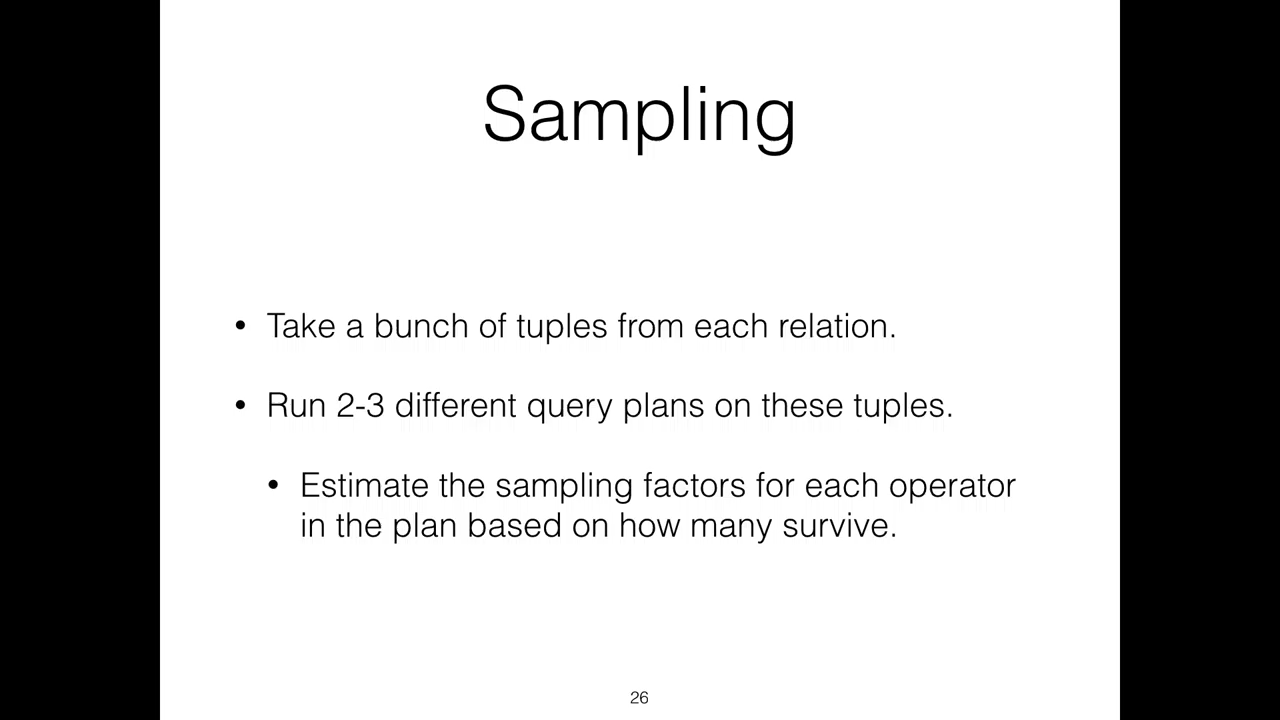 Sampling
• Take a bunch of tuples from each relation.
• Run 2-3 different query plans on these tuples.
• Estimate the sampling factors for each operator
in the plan based on how many survive.
26